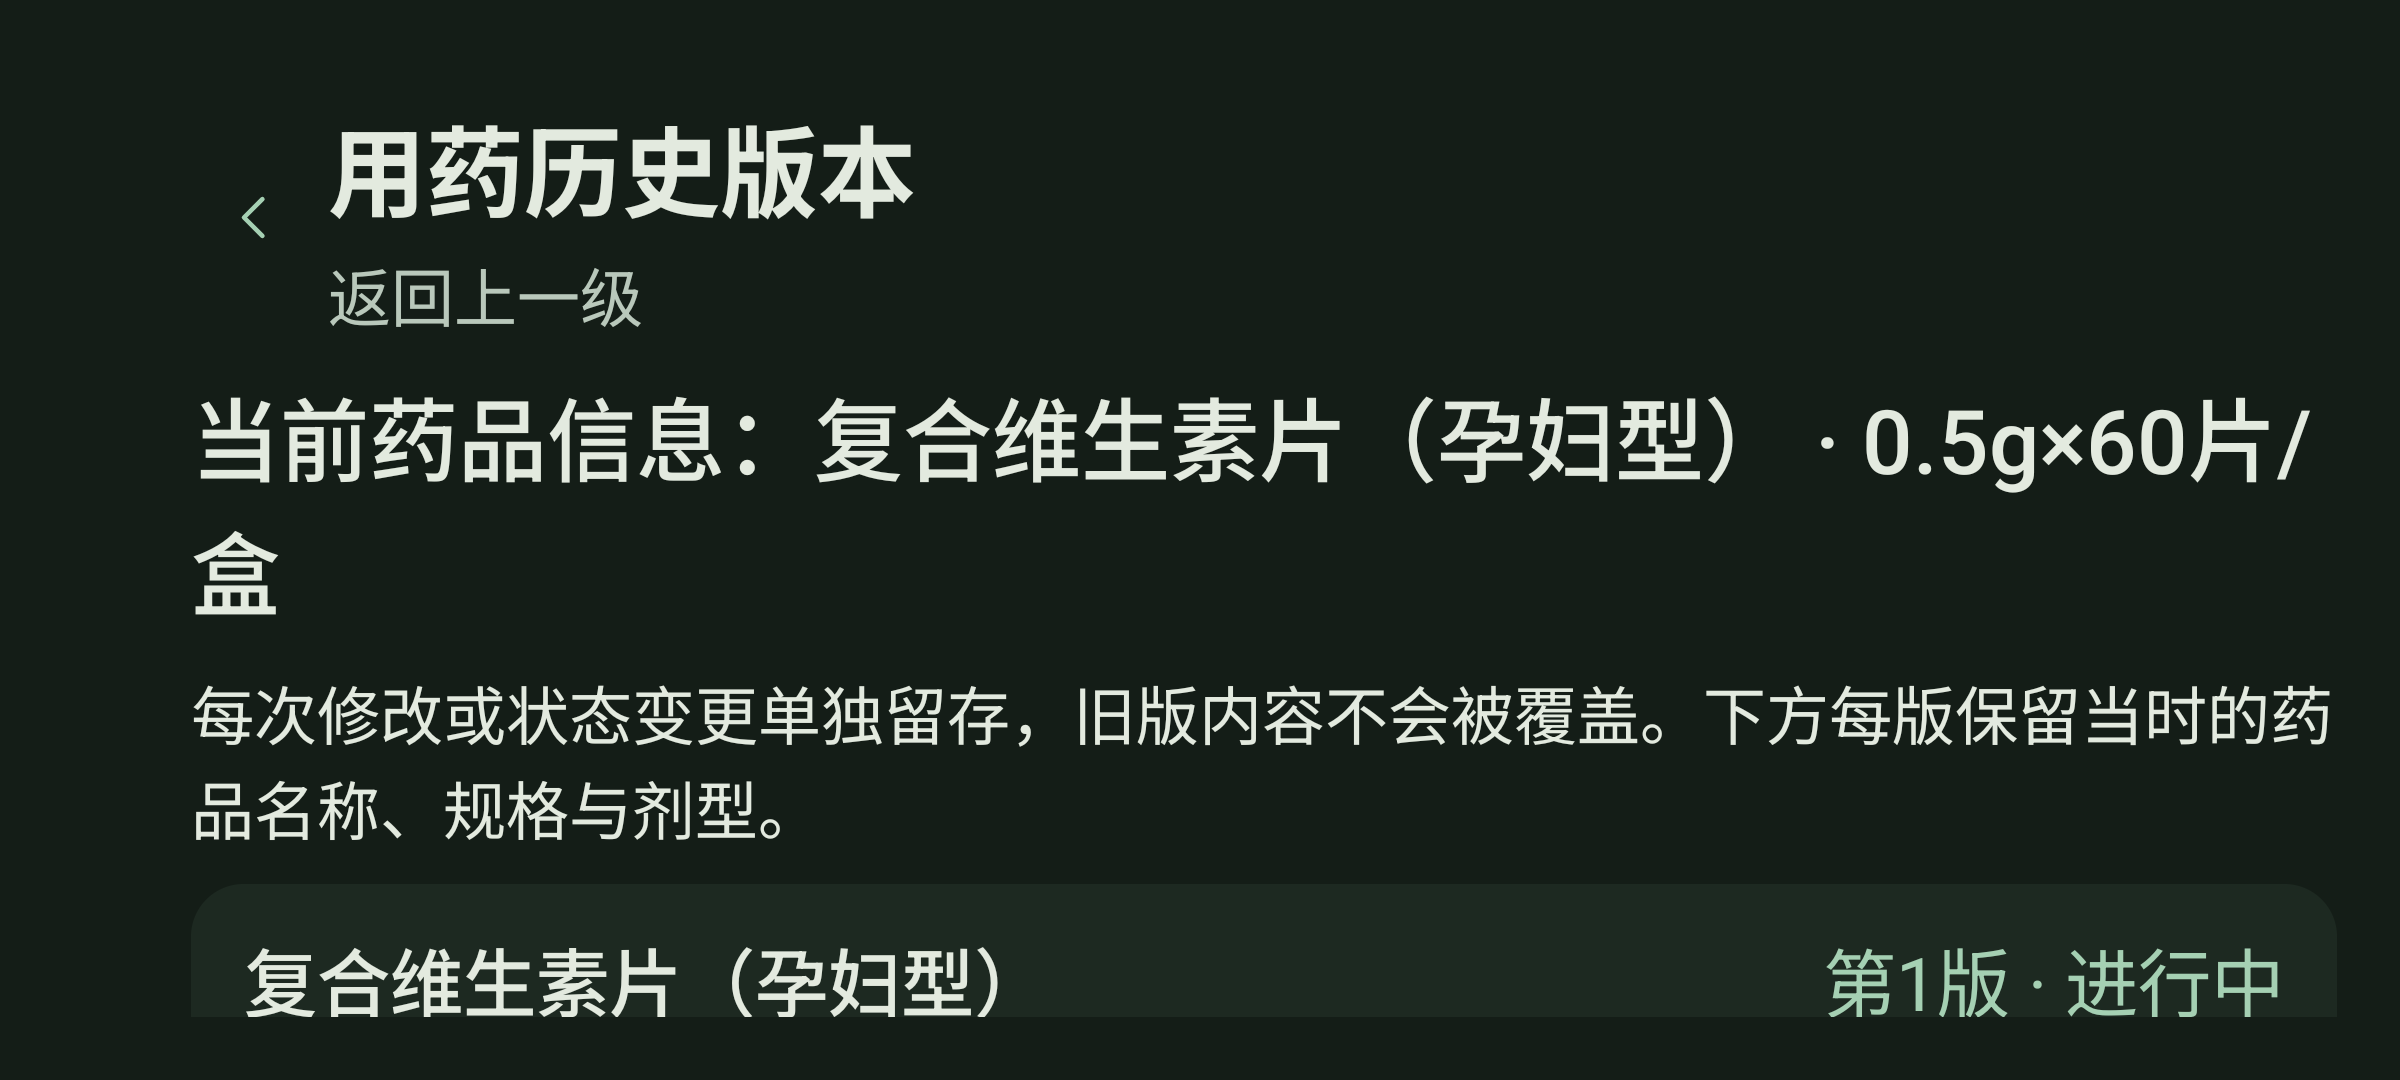 用药历史版本
返回上一级
当前药品信息：复合维生素片（孕妇型） · 0.5g×60片/
盒
每次修改或状态变更单独留存，旧版内容不会被覆盖。下方每版保留当时的药
品名称、规格与剂型。
复合维生素片（孕妇型）
第1版 · 进行中